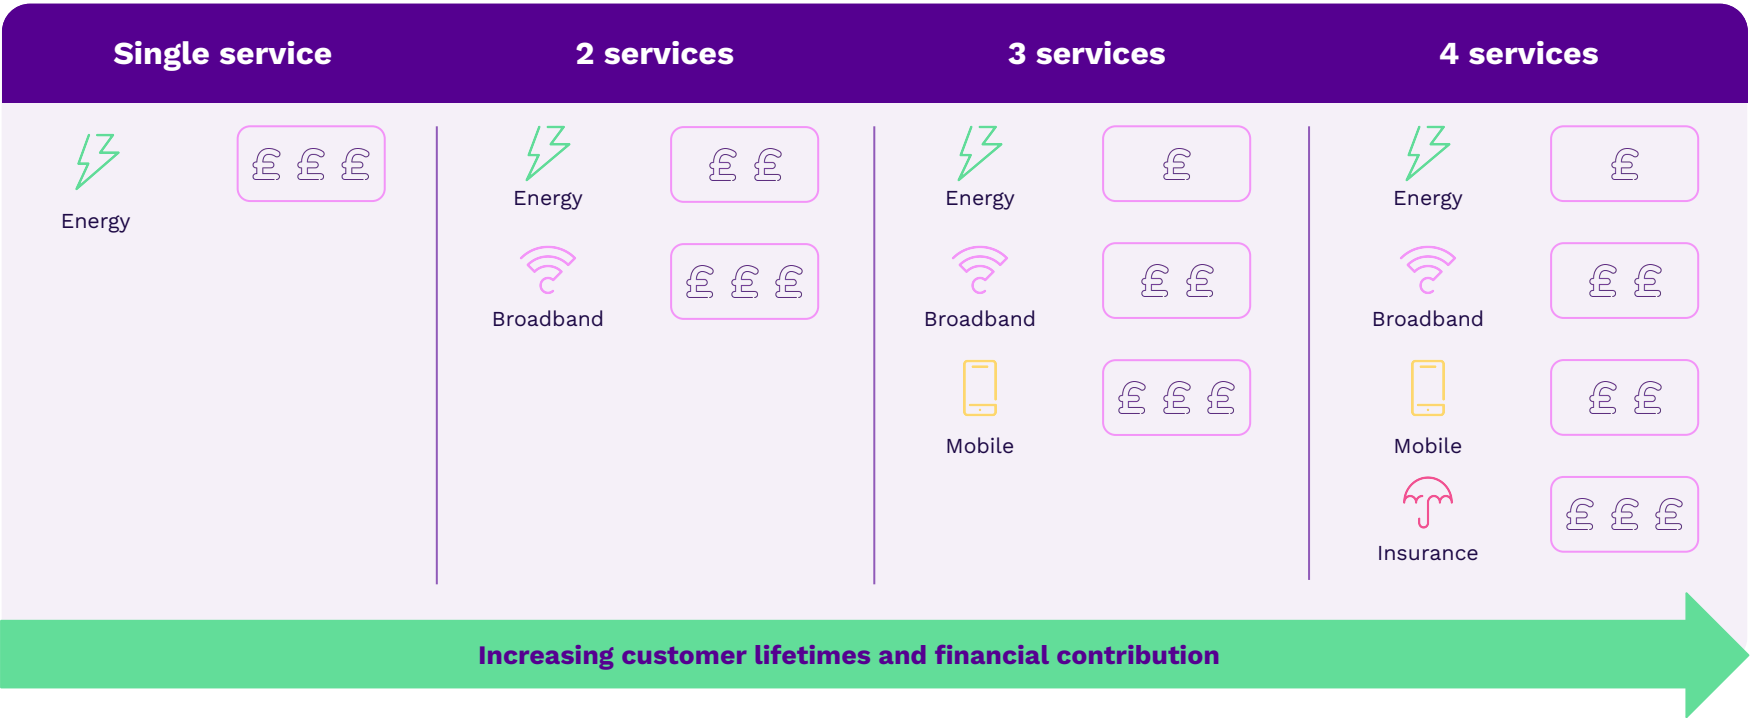 Single service
2 services
3 services
4 services
Energy
£ £ £
Energy
£ £
Broadband
£ £ £
Energy
£
Broadband
£ £
Mobile
£ £ £
Energy
£
Broadband
£ £
Mobile
£ £
Insurance
£ £ £
Increasing customer lifetimes and financial contribution